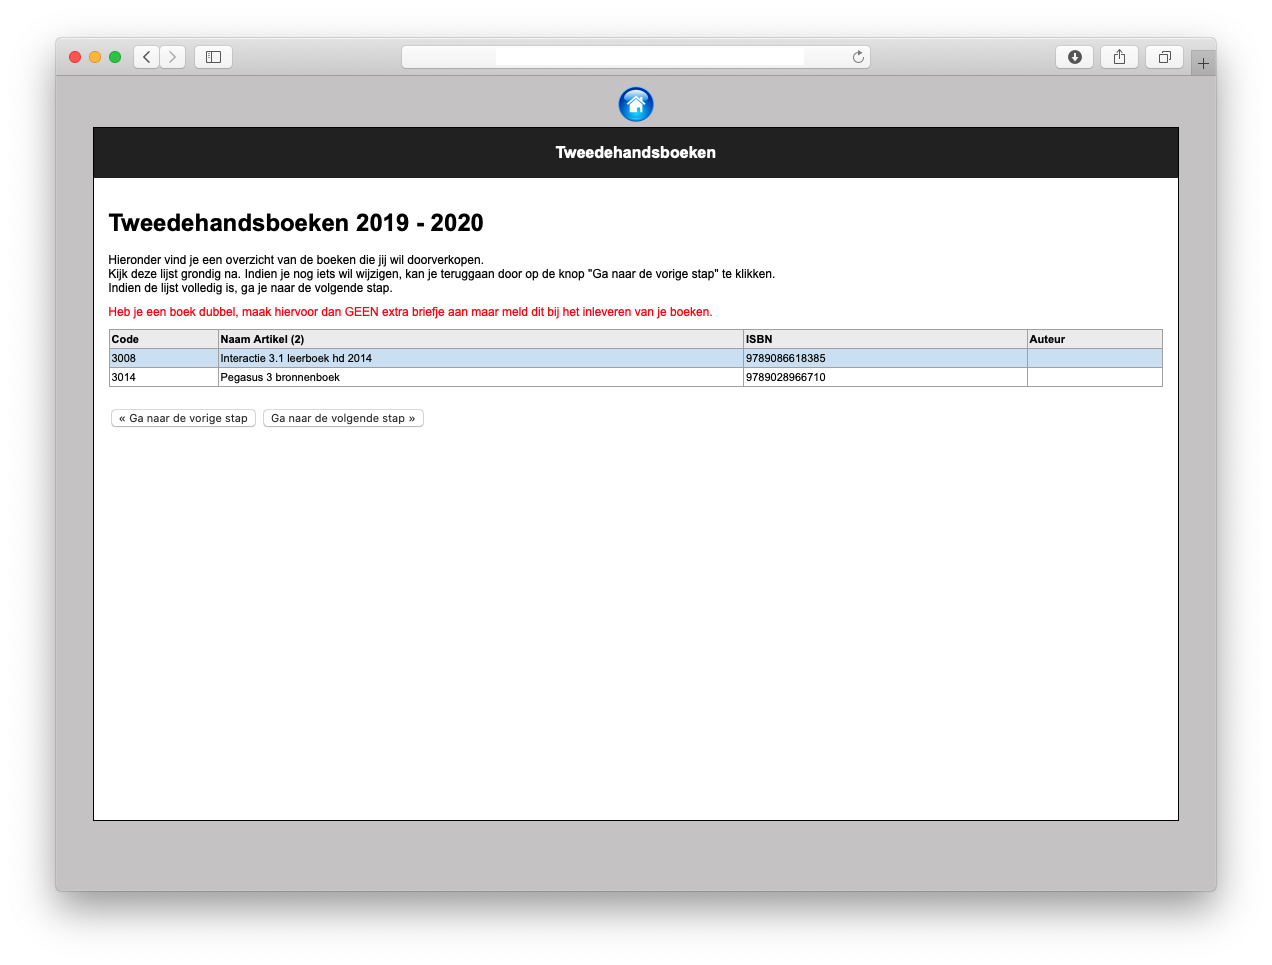 Tweedehandsboeken
Tweedehandsboeken 2019 - 2020
Hieronder vind je een overzicht van de boeken die jij wil doorverkopen.
Kijk deze lijst grondig na. Indien je nog iets wil wijzigen, kan je teruggaan door op de knop "Ga naar de vorige stap" te klikken.
Indien de lijst volledig is, ga je naar de volgende stap.
Heb je een boek dubbel, maak hiervoor dan GEEN extra briefje aan maar meld dit bij het inleveren van je boeken.
Code Naam Artikel (2) ISBN Auteur
3008 Interactie 3.1 leerboek hd 2014 9789086618385
3014 Pegasus 3 bronnenboek 9789028966710
« Ga naar de vorige stap Ga naar de volgende stap »